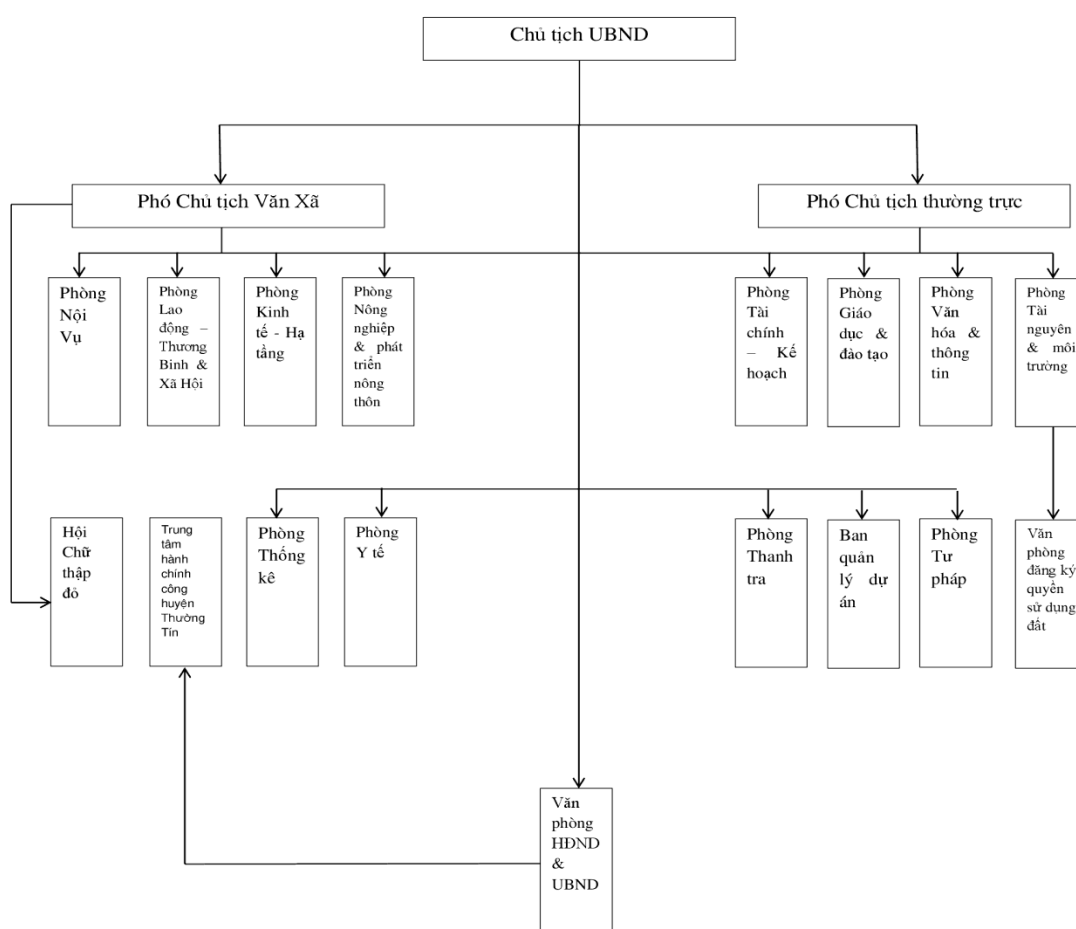 Chủ tịch UBND
Phó Chủ tịch Văn Xã
Phó Chủ tịch thường trực
Phòng
Nội
Vụ
Phòng
Lao
động –
Thương
Binh &
Xã Hội
Phòng
Kinh
tế - Hạ
tầng
Phòng
Nông
nghiệp
& phát
triển
nông
thôn
Phòng
Tài
chính
– Kế
hoạch
Phòng
Giáo
dục &
đào tạo
Phòng
Văn
hóa &
thông
tin
Phòng
Tài
nguyên
& môi
trường
Hội
Chữ
thập
đỏ
Trung
tâm
hành
chính
công
huyện
Thường
Tín
Phòng
Thống
kê
Phòng
Y tế
Phòng
Thanh
tra
Ban
quản
lý dự
án
Phòng
Tư
pháp
Văn
phòng
đăng ký
quyền
sử dụng
đất
Văn
phòng
HĐND
&
UBND